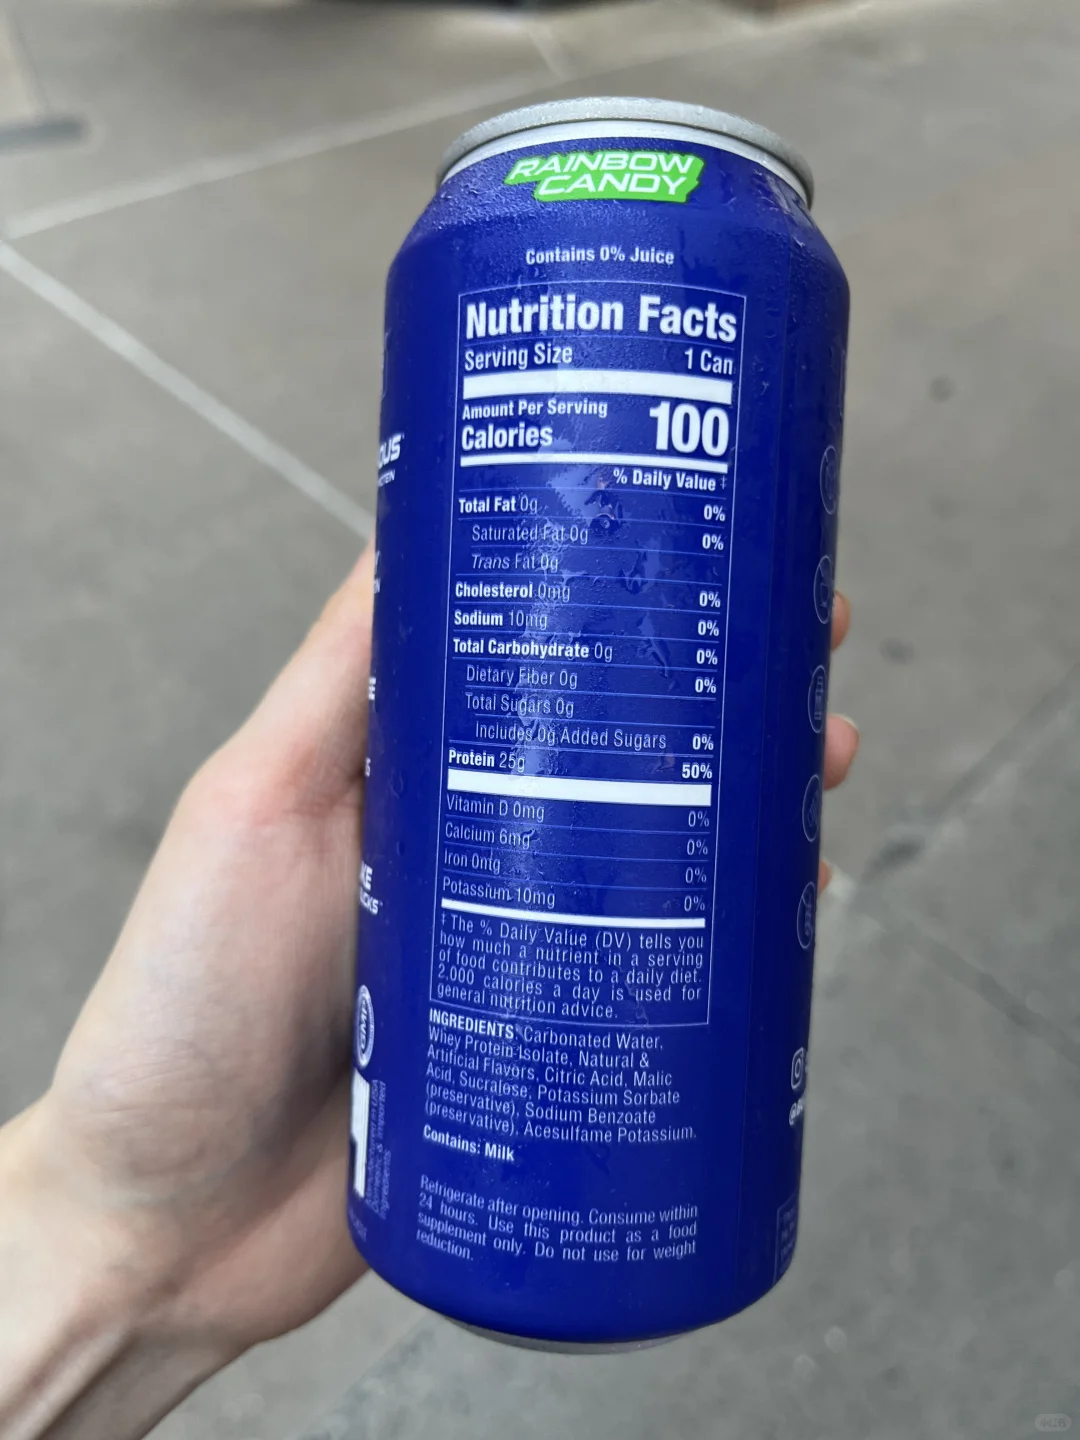 RAINBOW
CANDY
Contains 0% Juice
Nutrition Facts
Serving Size 1 Can
Amount Per Serving
Calories 100
% Daily Value ‡
Total Fat 0g 0%
Saturated Fat 0g 0%
Trans Fat 0g
Cholesterol 0mg 0%
Sodium 10mg 0%
Total Carbohydrate 0g 0%
Dietary Fiber 0g 0%
Total Sugars 0g
Includes 0g Added Sugars 0%
Protein 25g 50%
Vitamin D 0mg 0%
Calcium 6mg 0%
Iron 0mg 0%
Potassium 10mg 0%
‡ The % Daily Value (DV) tells you
how much a nutrient in a serving
of food contributes to a daily diet.
2,000 calories a day is used for
general nutrition advice.
INGREDIENTS: Carbonated Water,
Whey Protein Isolate, Natural &
Artificial Flavors, Citric Acid, Malic
Acid, Sucralose, Potassium Sorbate
(preservative), Sodium Benzoate
(preservative), Acesulfame Potassium.
Contains: Milk
Refrigerate after opening. Consume within
24 hours. Use this product as a food
supplement only. Do not use for weight
reduction.
GMP
Domestic & Imported
Ingredients